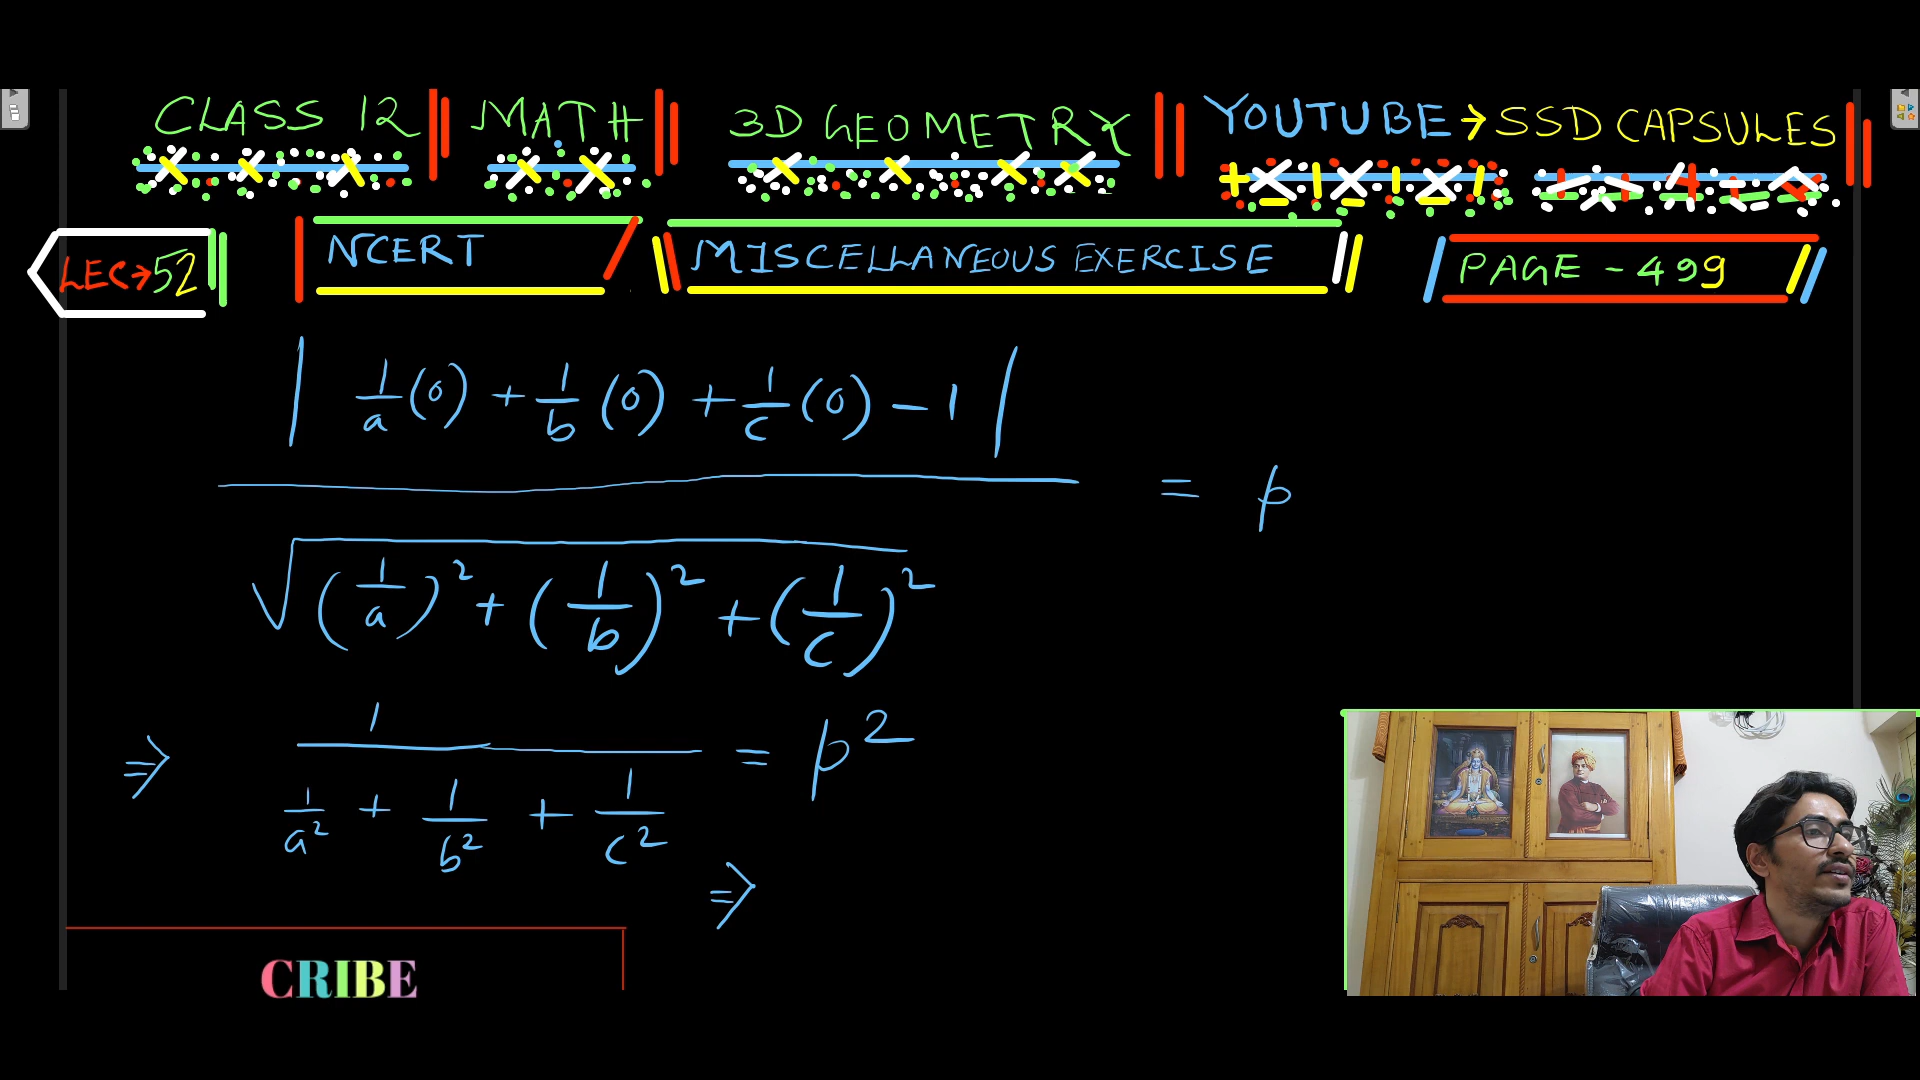 CLASS 12 || MATH || 3D GEOMETRY || YOUTUBE → SSD CAPSULES ||
LEC→52 NCERT MISCELLANEOUS EXERCISE PAGE - 499
| 1/a (0) + 1/b (0) + 1/c (0) - 1 |
= p
√ (1/a)² + (1/b)² + (1/c)²
⇒ 1 / (1/a² + 1/b² + 1/c²) = p²
⇒
CRIBE